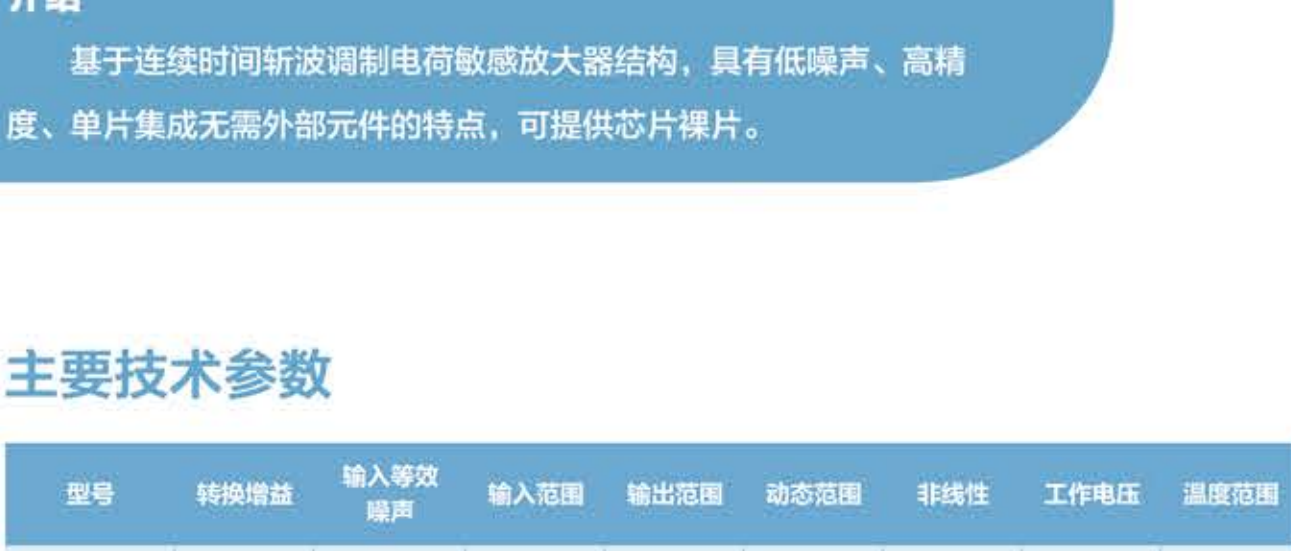 介绍
基于连续时间斩波调制电荷敏感放大器结构，具有低噪声、高精
度、单片集成无需外部元件的特点，可提供芯片裸片。
主要技术参数
型号 转换增益 输入等效噪声 输入范围 输出范围 动态范围 非线性 工作电压 温度范围